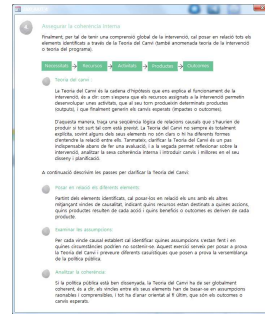 Assegurar la coherència interna
Finalment, per tal de tenir una comprensió global de la intervenció, cal posar en relació tots els
elements identificats a través de la Teoria del Canvi (també anomenada teoria de la intervenció
o teoria del programa).
Necessitats Recursos Activitats Productes Outcomes
Teoria del canvi
La Teoria del Canvi és la cadena d'hipòtesis que ens explica el funcionament de la
intervenció, és a dir: com s'espera que els recursos assignats a la intervenció permetin
desenvolupar unes activitats, que al seu torn produeixin determinats productes
(outputs), i que finalment generin els canvis esperats (impactes o outcomes).
D'aquesta manera, traça una seqüència lògica de relacions causals que s'haurien de
produir si tot surt tal com està previst. La Teoria del Canvi no sempre és totalment
explícita, sovint alguns dels seus elements no són clars o hi ha diferents formes
d'entendre la relació entre ells. Tanmateix, clarificar la Teoria del Canvi és un pas
indispensable abans de fer una avaluació, i a la vegada permet reflexionar sobre la
intervenció, analitzar la seva coherència interna i introduir canvis i millores en el seu
disseny i planificació.
A continuació descrivim les passes per clarificar la Teoria del Canvi:
Posar en relació els diferents elements:
Partint dels elements identificats, cal posar-los en relació els uns amb els altres
mitjançant vincles de causalitat, indicant quins recursos estan destinats a quines accions,
quins productes resulten de cada acció i quins beneficis o outcomes es deriven de cada
producte.
Examinar les assumpcions:
Per cada vincle causal establert cal identificar quines assumpcions s'estan fent i en
quines circumstàncies podrien no sostenir-se. Aquest exercici servirà per posar a prova
la Teoria del Canvi i preveure diferents casuístiques que posen a prova la versemblança
de la política pública.
Analitzar la coherència:
Si la política pública està ben dissenyada, la Teoria del Canvi ha de ser globalment
coherent, és a dir, els vincles entre els seus elements han de basar-se en assumpcions
raonables i comprensibles, i tot ha d'anar orientat al fi últim, que són els outcomes o
canvis esperats.